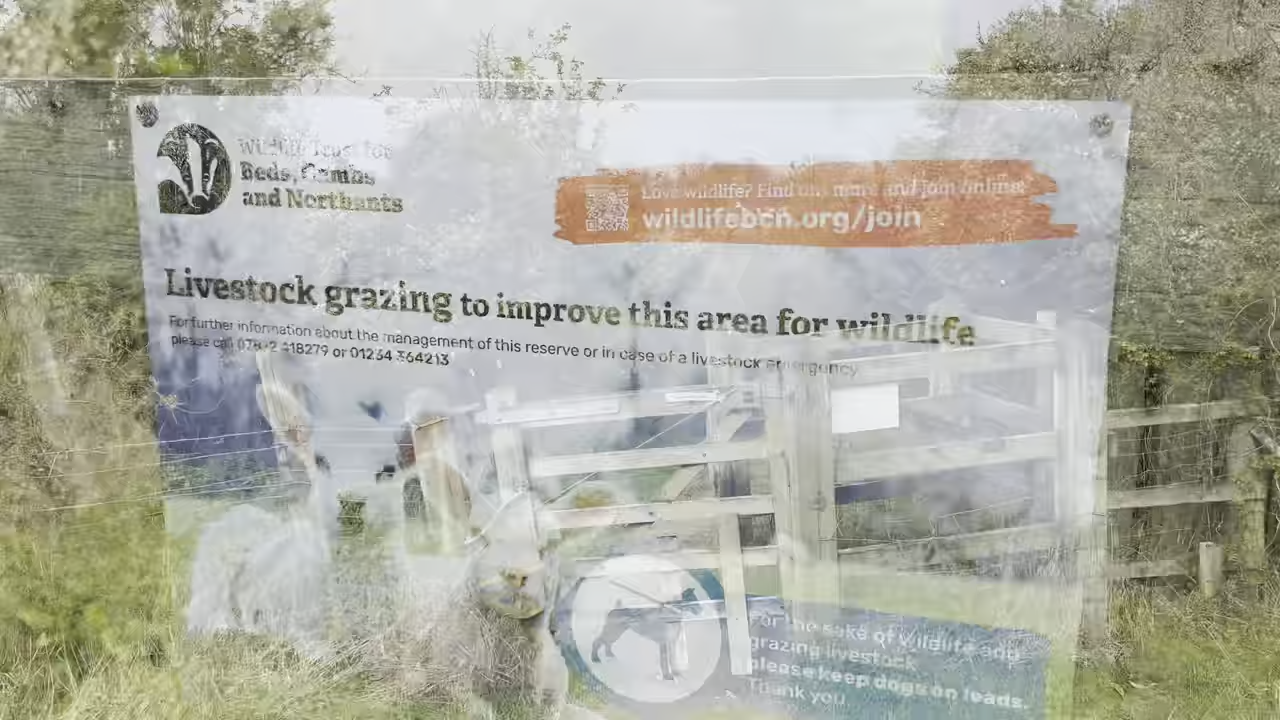 Wildlife Trust for
Beds, Cambs
and Northants
Love wildlife? Find out more and join online!
wildlifebcn.org/join
Livestock grazing to improve this area for wildlife
For further information about the management of this reserve or in case of a livestock emergency
please call or 01234 364213
For the sake of wildlife and
grazing livestock
please keep dogs on leads.
Thank you